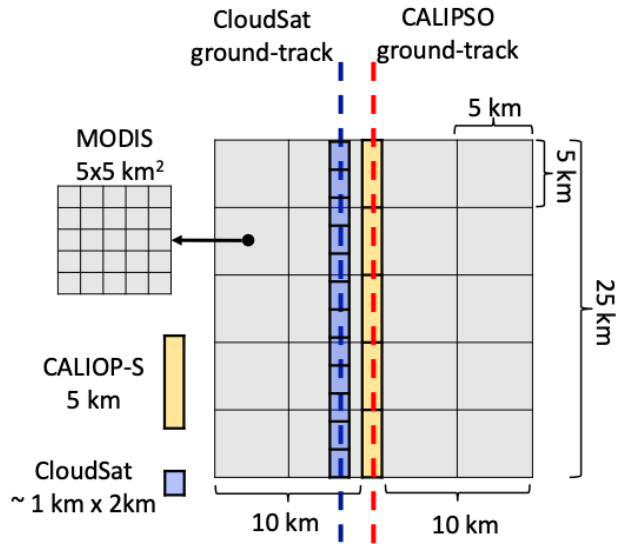 CloudSat
ground-track
CALIPSO
ground-track
5 km
MODIS
5x5 km²
5 km
25 km
CALIOP-S
5 km
CloudSat
~ 1 km x 2km
10 km
10 km